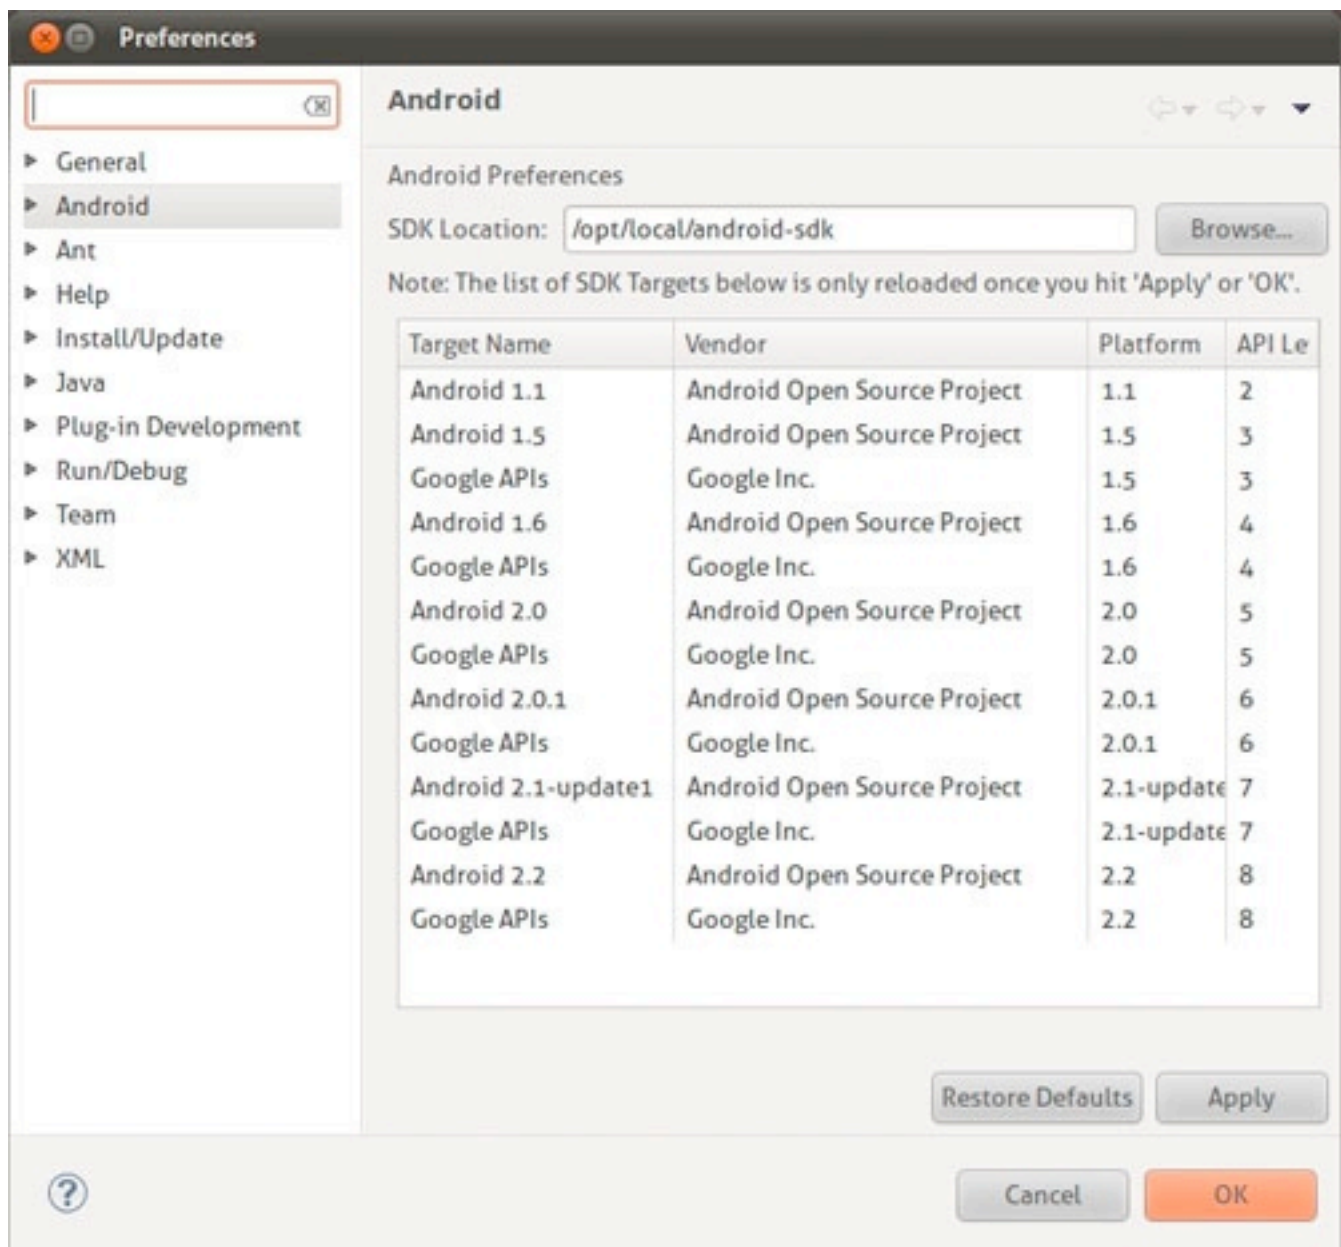 Preferences
General
Android
Ant
Help
Install/Update
Java
Plug-in Development
Run/Debug
Team
XML
Android
Android Preferences
SDK Location: /opt/local/android-sdk Browse...
Note: The list of SDK Targets below is only reloaded once you hit 'Apply' or 'OK'.
Target Name Vendor Platform API Le
Android 1.1 Android Open Source Project 1.1 2
Android 1.5 Android Open Source Project 1.5 3
Google APIs Google Inc. 1.5 3
Android 1.6 Android Open Source Project 1.6 4
Google APIs Google Inc. 1.6 4
Android 2.0 Android Open Source Project 2.0 5
Google APIs Google Inc. 2.0 5
Android 2.0.1 Android Open Source Project 2.0.1 6
Google APIs Google Inc. 2.0.1 6
Android 2.1-update1 Android Open Source Project 2.1-update 7
Google APIs Google Inc. 2.1-update 7
Android 2.2 Android Open Source Project 2.2 8
Google APIs Google Inc. 2.2 8
Restore Defaults Apply
? Cancel OK